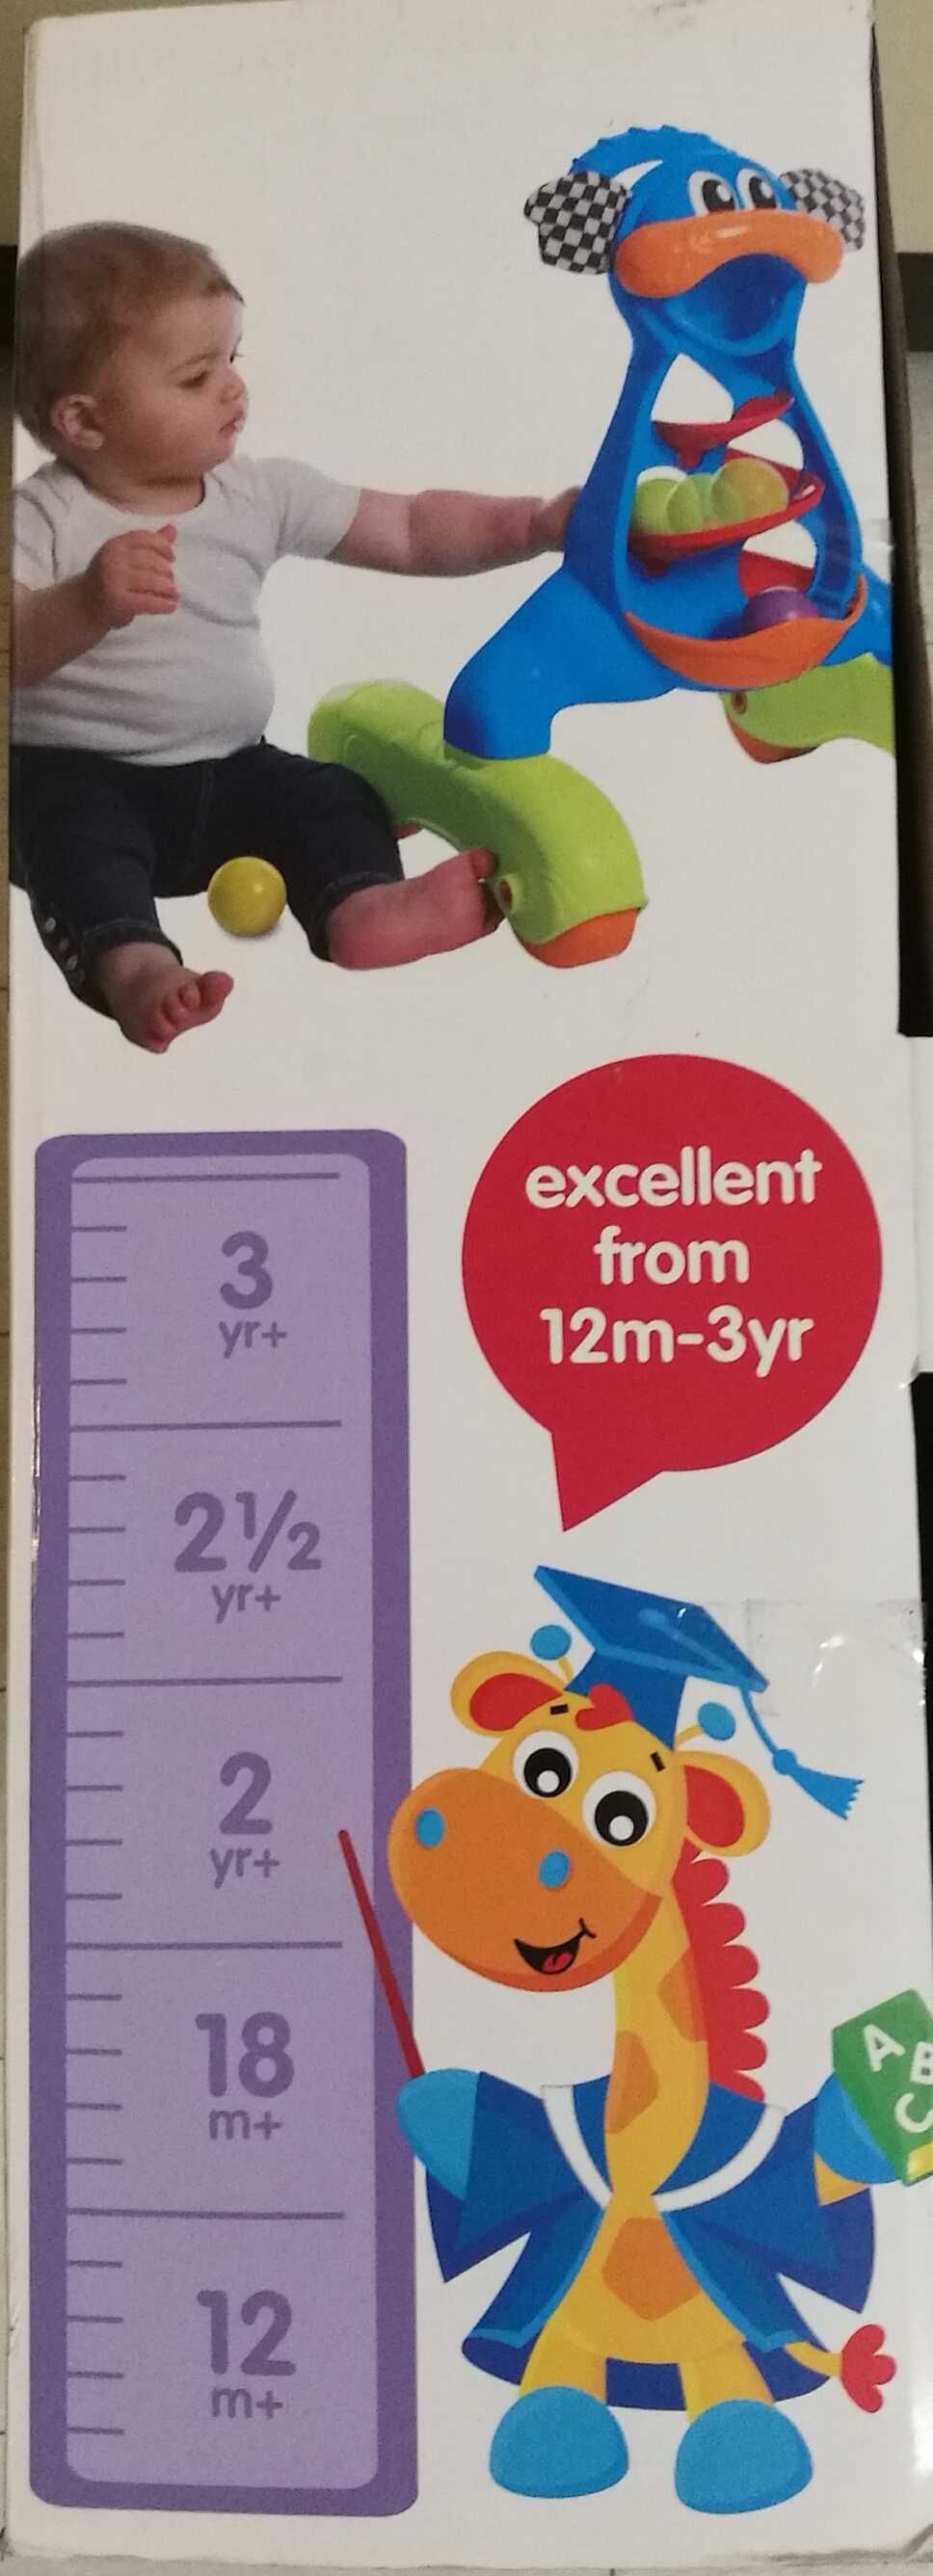 excellent
from
12m-3yr
3
yr+
2½
yr+
2
yr+
18
m+
12
m+
A
B
C